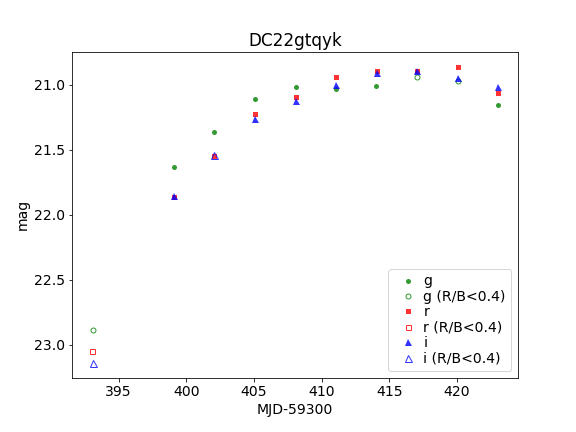 DC22gtqyk
mag
21.0
21.5
22.0
22.5
23.0
395
400
405
410
415
420
MJD-59300
g
g (R/B<0.4)
r
r (R/B<0.4)
i
i (R/B<0.4)